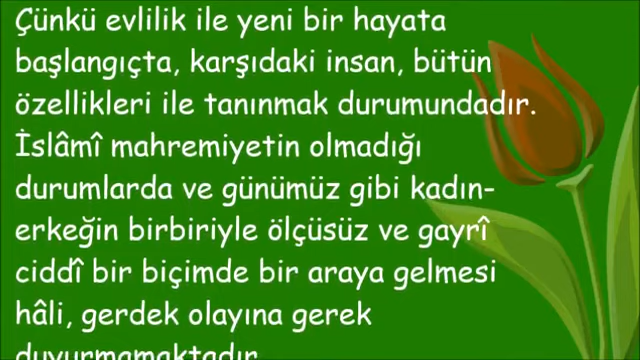 Çünkü evlilik ile yeni bir hayata
başlangıçta, karşıdaki insan, bütün
özellikleri ile tanınmak durumundadır.
İslâmî mahremiyetin olmadığı
durumlarda ve günümüz gibi kadın-
erkeğin birbiriyle ölçüsüz ve gayrî
ciddî bir biçimde bir araya gelmesi
hâli, gerdek olayına gerek
duyurmamaktadır